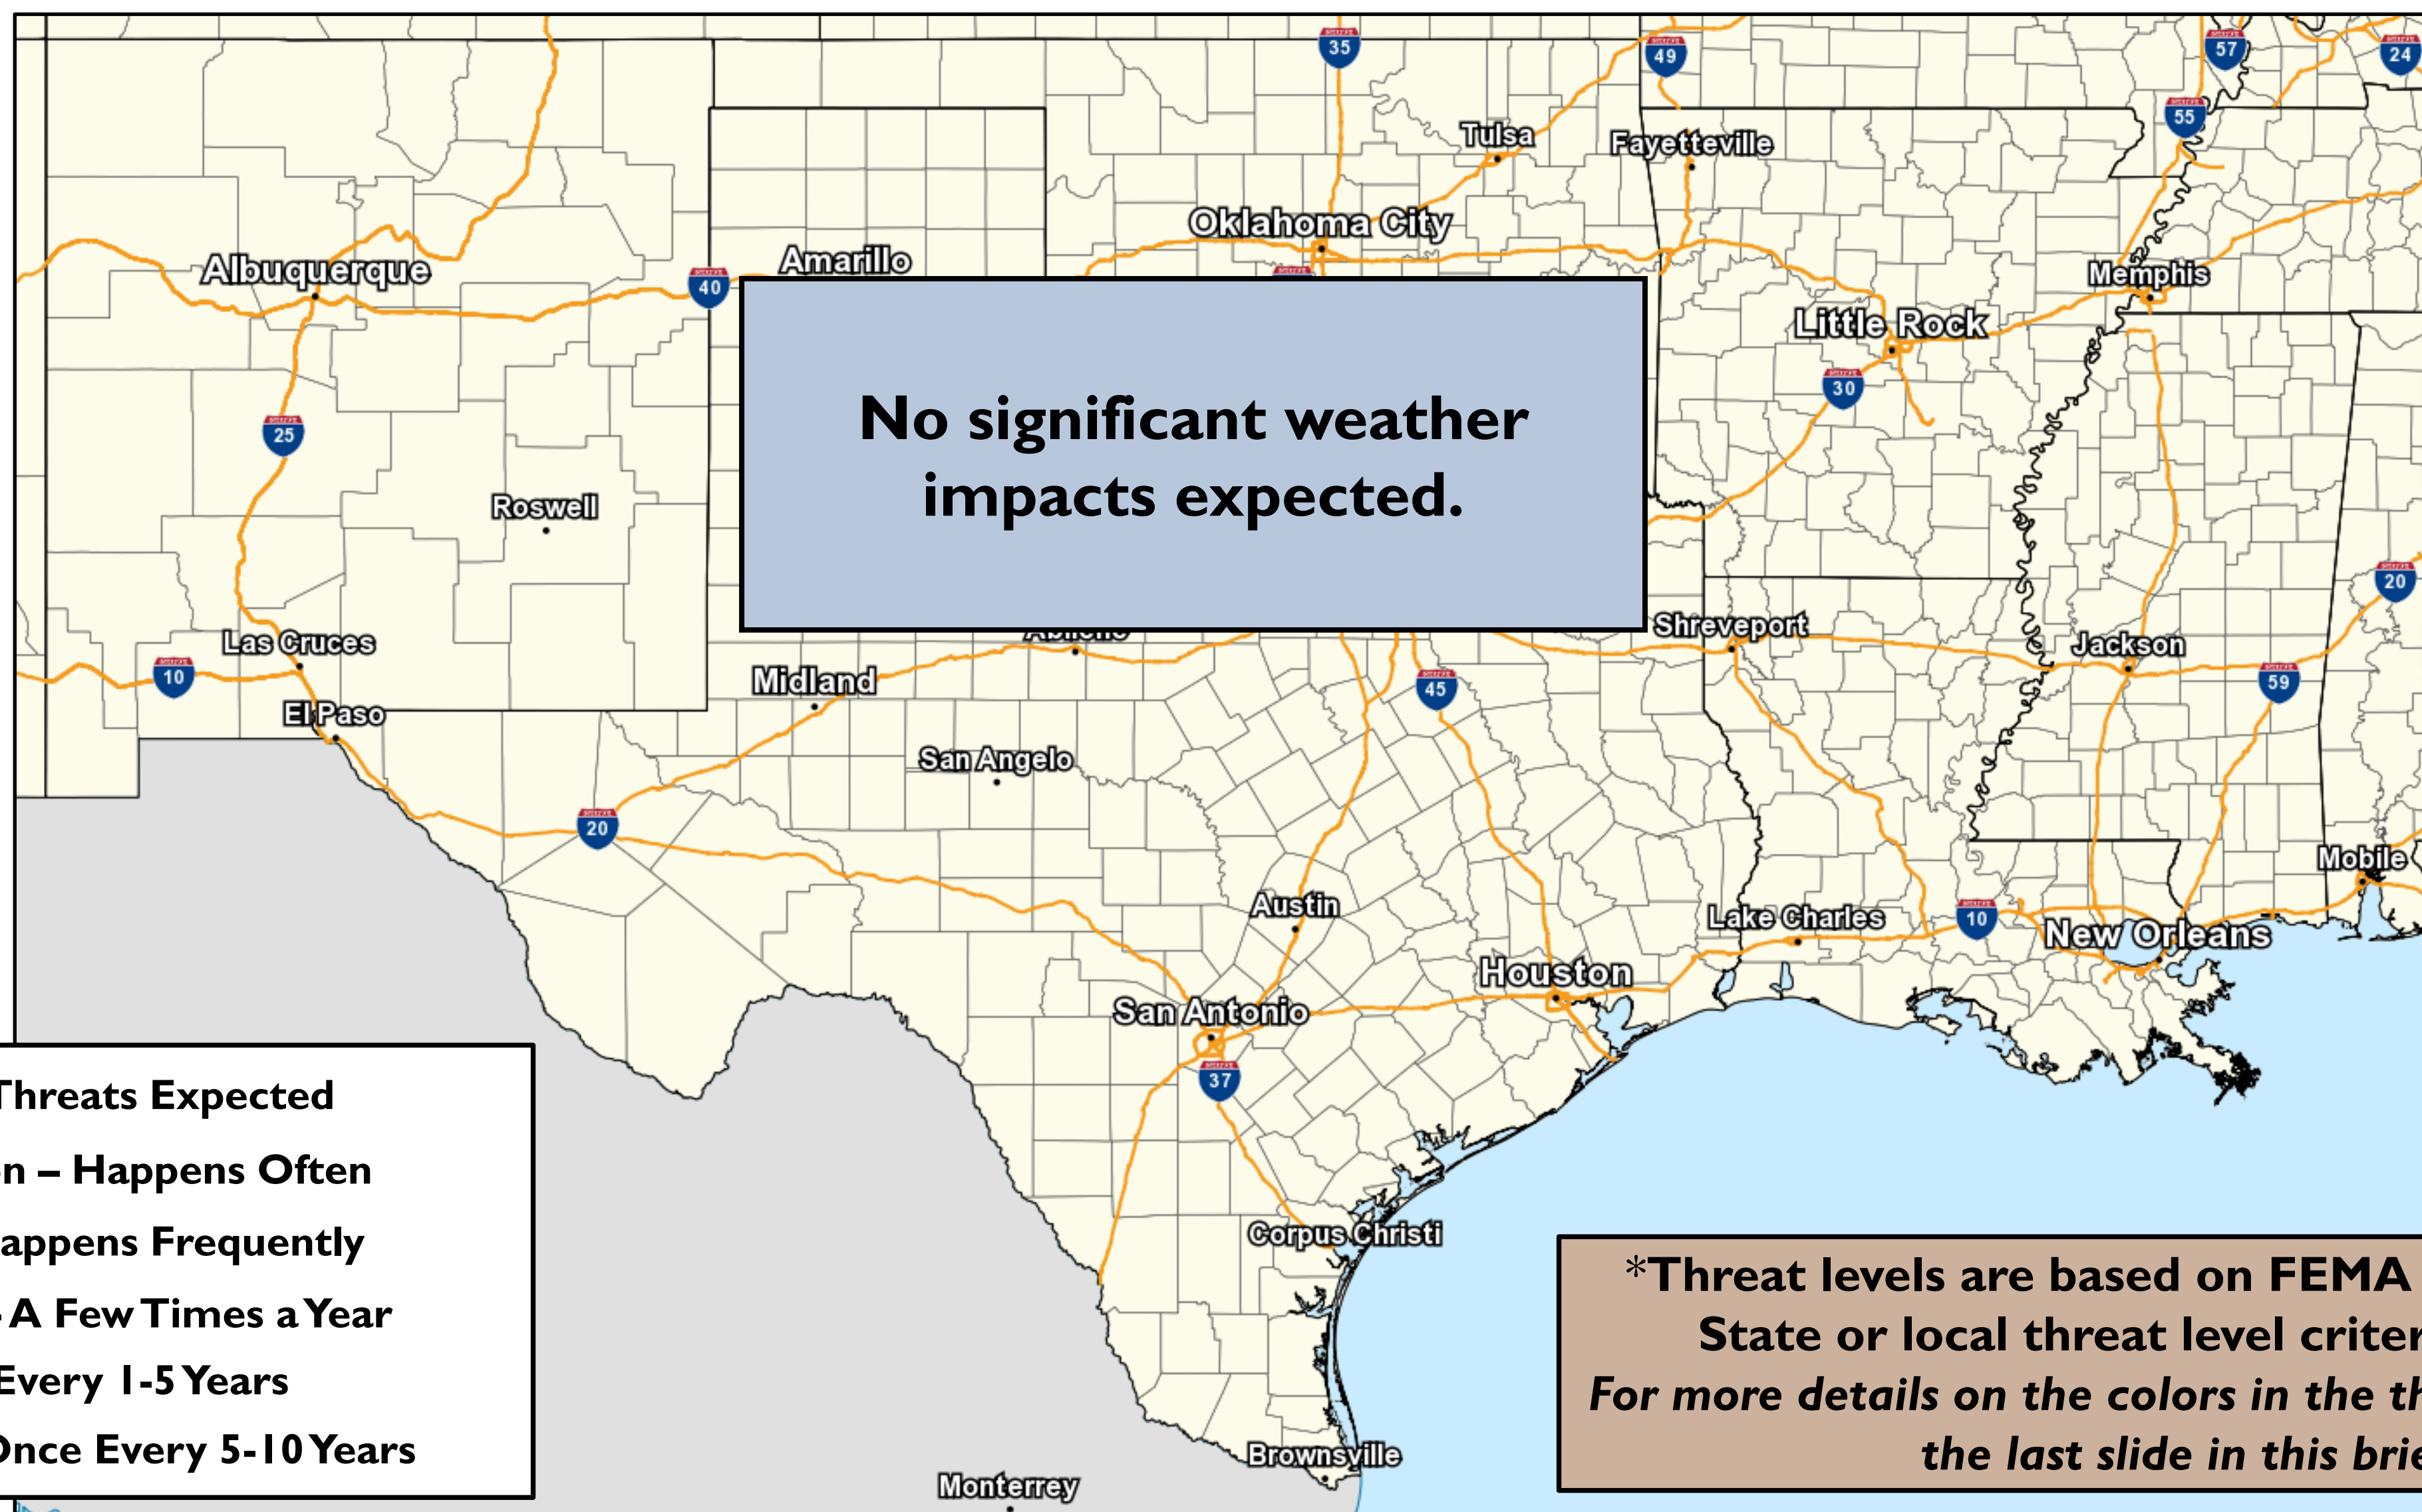 35
49
57
24
55
Tulsa
Fayetteville
Oklahoma City
Albuquerque
Amarillo
40
Memphis
Little Rock
30
No significant weather
impacts expected.
25
Roswell
20
Shreveport
Las Cruces
Jackson
10
Midland
45
59
El Paso
San Angelo
20
Mobile
Austin
Lake Charles
10
New Orleans
Houston
San Antonio
37
Threats Expected
n – Happens Often
appens Frequently
- A Few Times a Year
Every 1-5 Years
Once Every 5-10 Years
Corpus Christi
*Threat levels are based on FEMA
State or local threat level criter
For more details on the colors in the th
the last slide in this brie
Brownsville
Monterrey